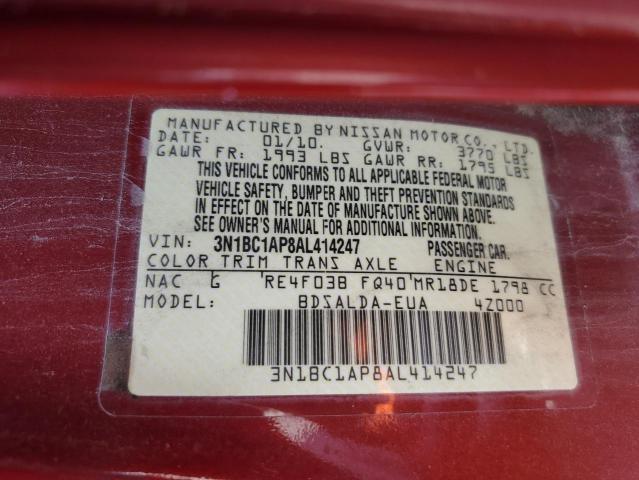 MANUFACTURED BY NISSAN MOTOR CO., LTD.
DATE: 01/10. GVWR: 3770 LBS
GAWR FR: 1993 LBS GAWR RR: 1795 LBS
THIS VEHICLE CONFORMS TO ALL APPLICABLE FEDERAL MOTOR
VEHICLE SAFETY, BUMPER AND THEFT PREVENTION STANDARDS
IN EFFECT ON THE DATE OF MANUFACTURE SHOWN ABOVE.
SEE OWNER'S MANUAL FOR ADDITIONAL INFORMATION.
VIN: 3N1BC1AP8AL414247 PASSENGER CAR.
COLOR TRIM TRANS AXLE ENGINE
NAC G RE4F03B FQ40 MR18DE 1798 CC
MODEL: BDSALDA-EUA 4Z000
3N1BC1AP8AL414247